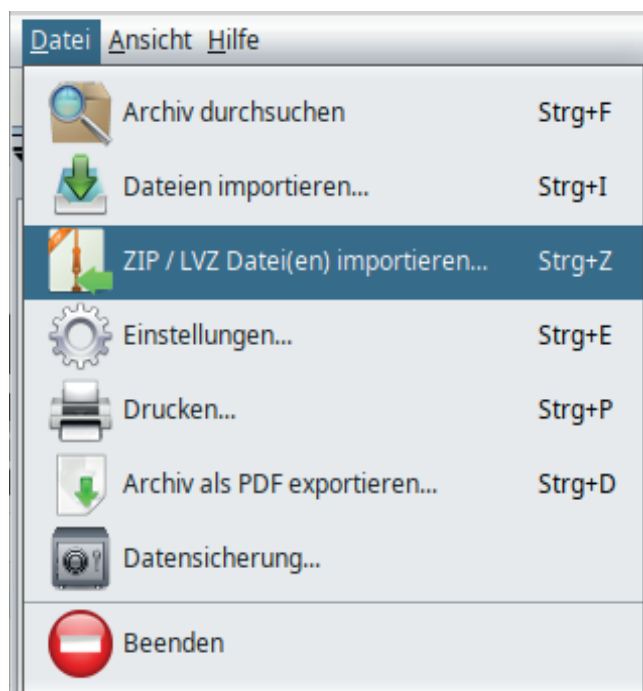 Datei Ansicht Hilfe
Archiv durchsuchen Strg+F
Dateien importieren... Strg+I
ZIP / LVZ Datei(en) importieren... Strg+Z
Einstellungen... Strg+E
Drucken... Strg+P
Archiv als PDF exportieren... Strg+D
Datensicherung...
Beenden